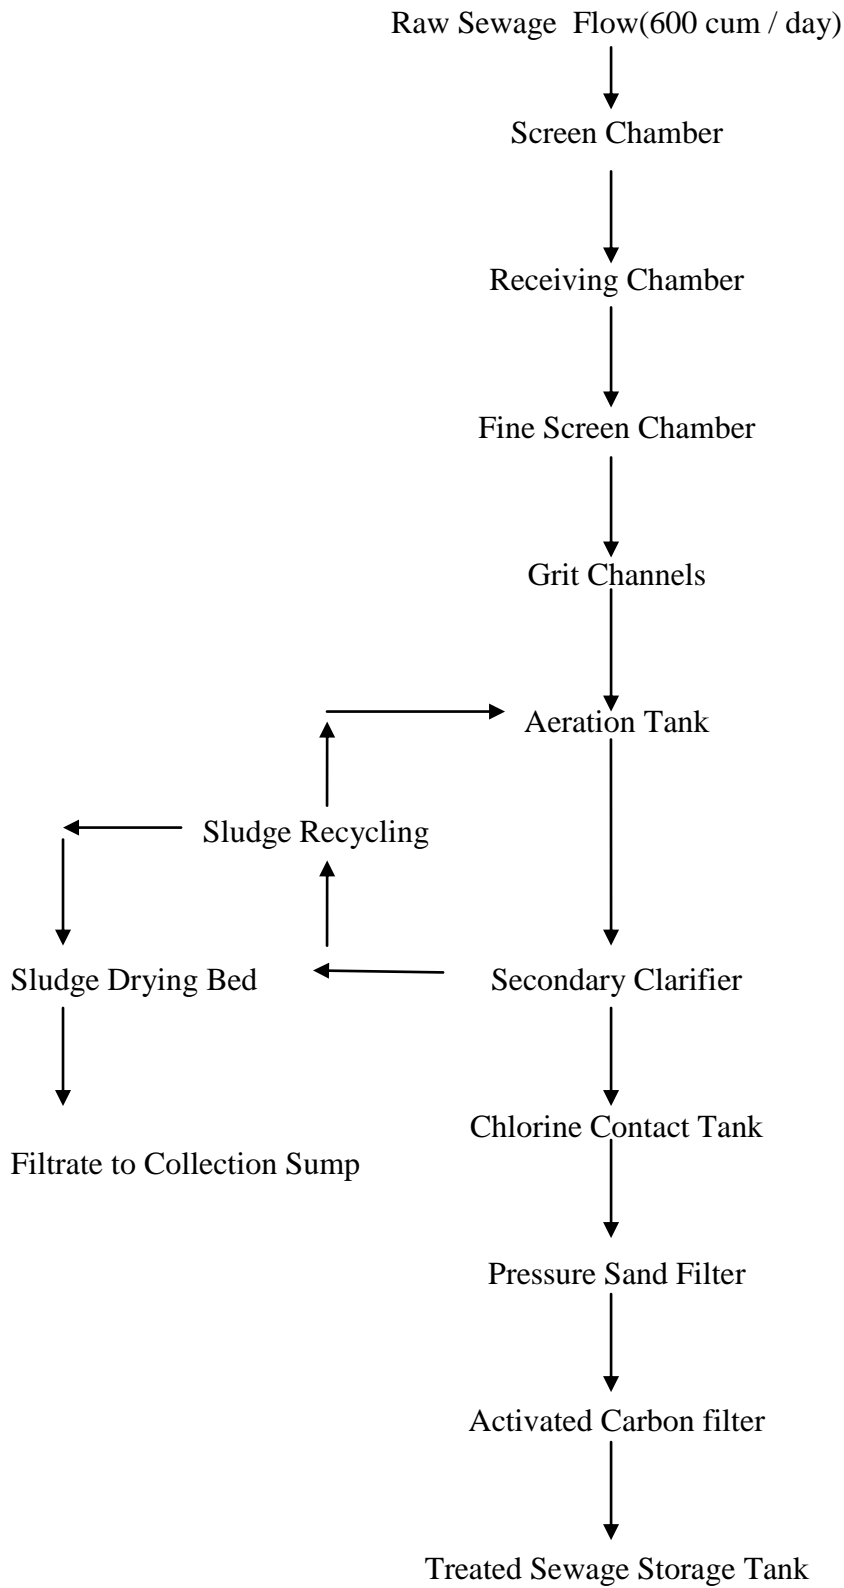 Raw Sewage  Flow(600 cum / day)
Screen Chamber
Receiving Chamber
Fine Screen Chamber
Grit Channels
Aeration Tank
Sludge Recycling
Sludge Drying Bed
Secondary Clarifier
Chlorine Contact Tank
Filtrate to Collection Sump
Pressure Sand Filter
Activated Carbon filter
Treated Sewage Storage Tank